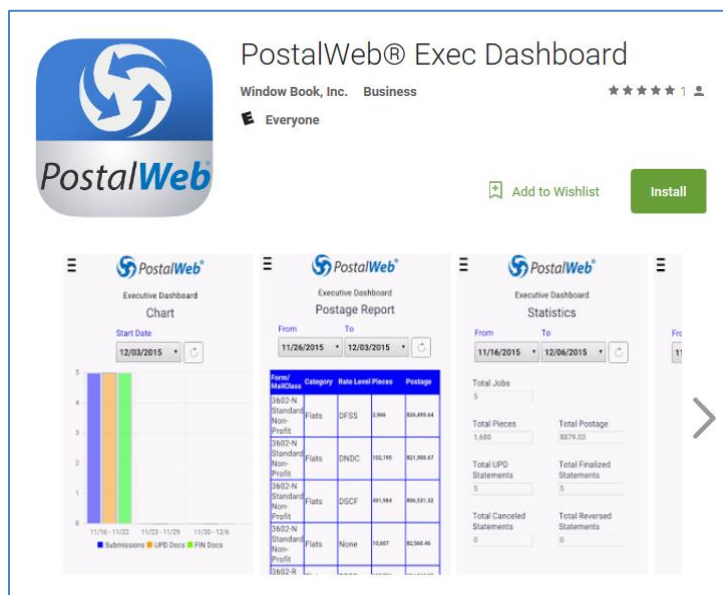 PostalWeb® Exec Dashboard
Window Book, Inc. Business
1
E Everyone
PostalWeb®
Add to Wishlist
Install
PostalWeb®
Executive Dashboard
Chart
Start Date
12/03/2015
5
4
3
2
1
0
11/16 - 11/22 11/23 - 11/29 11/30 - 12/6
Submissions UPD Docs FIN Docs
PostalWeb®
Executive Dashboard
Postage Report
From To
11/26/2015 12/03/2015
Form/MailClass Category Rate Level Pieces Postage
3602-N Standard Non-Profit Flats DFSS
3602-N Standard Non-Profit Flats DNDC
3602-N Standard Non-Profit Flats DSCF
3602-N Standard Non-Profit Flats None
3602-R
PostalWeb®
Executive Dashboard
Statistics
From To
11/16/2015 12/06/2015
Total Jobs
5
Total Pieces Total Postage
1,680 $879.03
Total UPD Statements Total Finalized Statements
5 5
Total Canceled Statements Total Reversed Statements
0 0